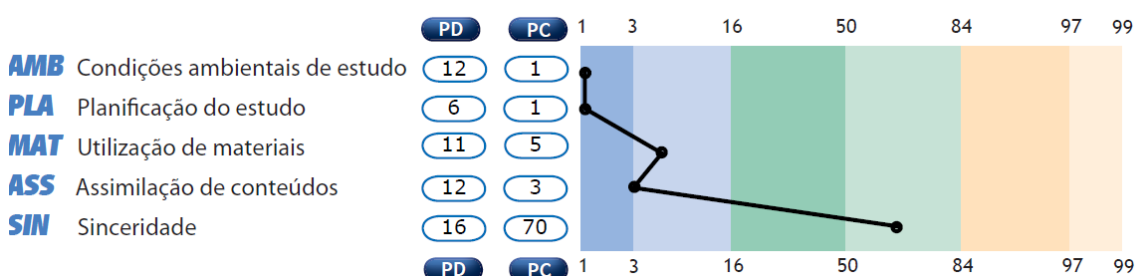 PD PC 1 3 16 50 84 97 99
AMB Condições ambientais de estudo 12 1
PLA Planificação do estudo 6 1
MAT Utilização de materiais 11 5
ASS Assimilação de conteúdos 12 3
SIN Sinceridade 16 70
PD PC 1 3 16 50 84 97 99